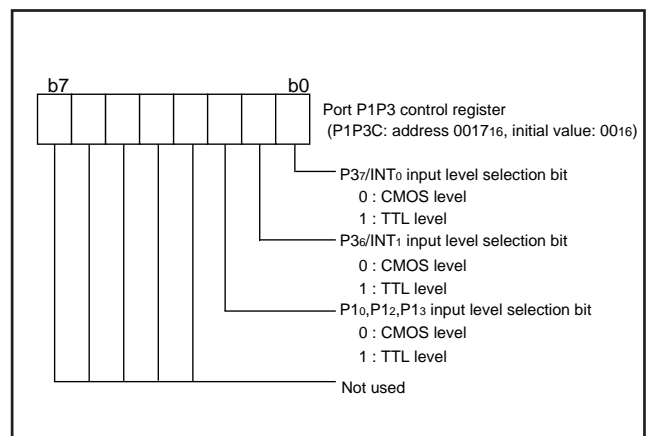 b7 b0
Port P1P3 control register
(P1P3C: address 0017₁₆, initial value: 00₁₆)
P3₇/INT₀ input level selection bit
0 : CMOS level
1 : TTL level
P3₆/INT₁ input level selection bit
0 : CMOS level
1 : TTL level
P1₀,P1₂,P1₃ input level selection bit
0 : CMOS level
1 : TTL level
Not used